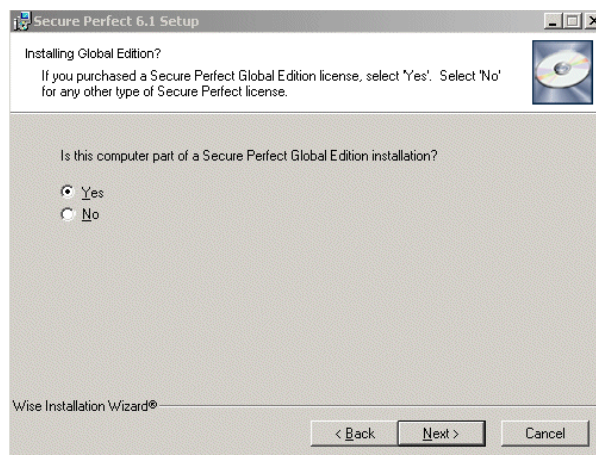 Secure Perfect 6.1 Setup
Installing Global Edition?
If you purchased a Secure Perfect Global Edition license, select 'Yes'. Select 'No'
for any other type of Secure Perfect license.
Is this computer part of a Secure Perfect Global Edition installation?
Yes
No
Wise Installation Wizard®
< Back Next > Cancel